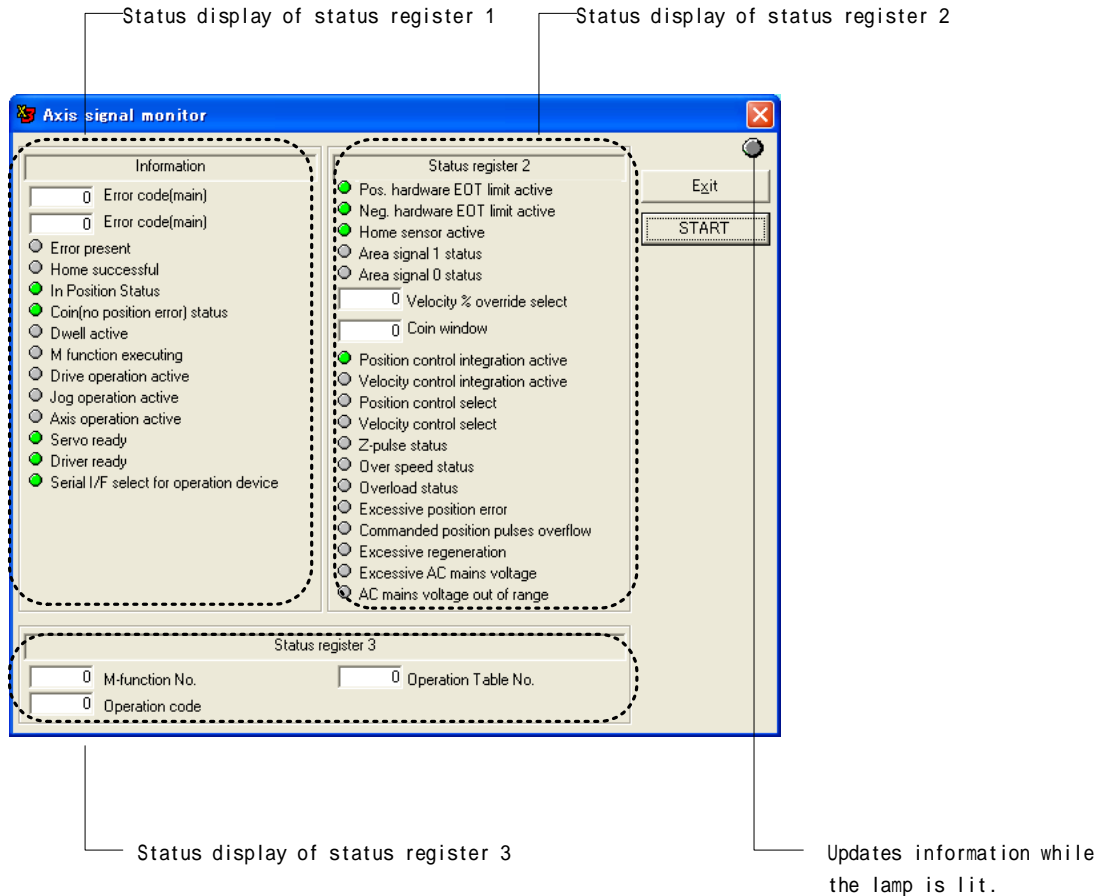 Status display of status register 1
Status display of status register 2
Axis signal monitor
Information
0 Error code(main)
0 Error code(main)
Error present
Home successful
In Position Status
Coin(no position error) status
Dwell active
M function executing
Drive operation active
Jog operation active
Axis operation active
Servo ready
Driver ready
Serial I/F select for operation device
Status register 2
Pos. hardware EOT limit active
Neg. hardware EOT limit active
Home sensor active
Area signal 1 status
Area signal 0 status
0 Velocity % override select
0 Coin window
Position control integration active
Velocity control integration active
Position control select
Velocity control select
Z-pulse status
Over speed status
Overload status
Excessive position error
Commanded position pulses overflow
Excessive regeneration
Excessive AC mains voltage
AC mains voltage out of range
Exit
START
Status register 3
0 M-function No.
0 Operation Table No.
0 Operation code
Status display of status register 3
Updates information while
the lamp is lit.